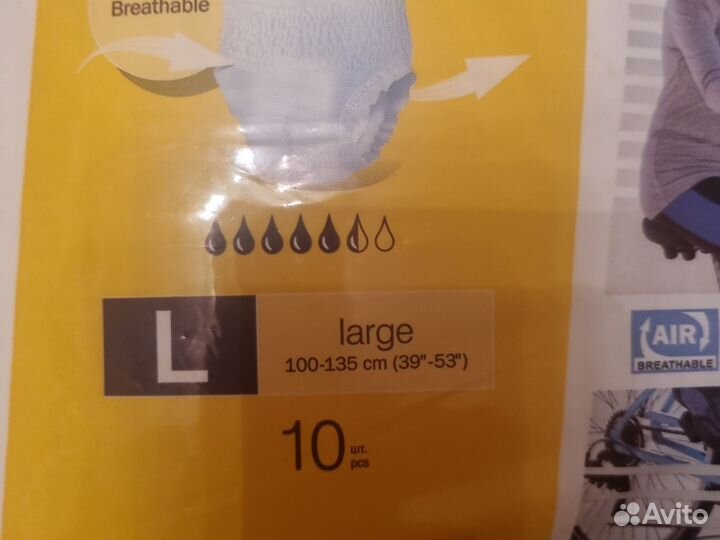 Breathable
L
large
100-135 cm (39"-53")
10 шт.
pcs
AIR
BREATHABLE
Avito